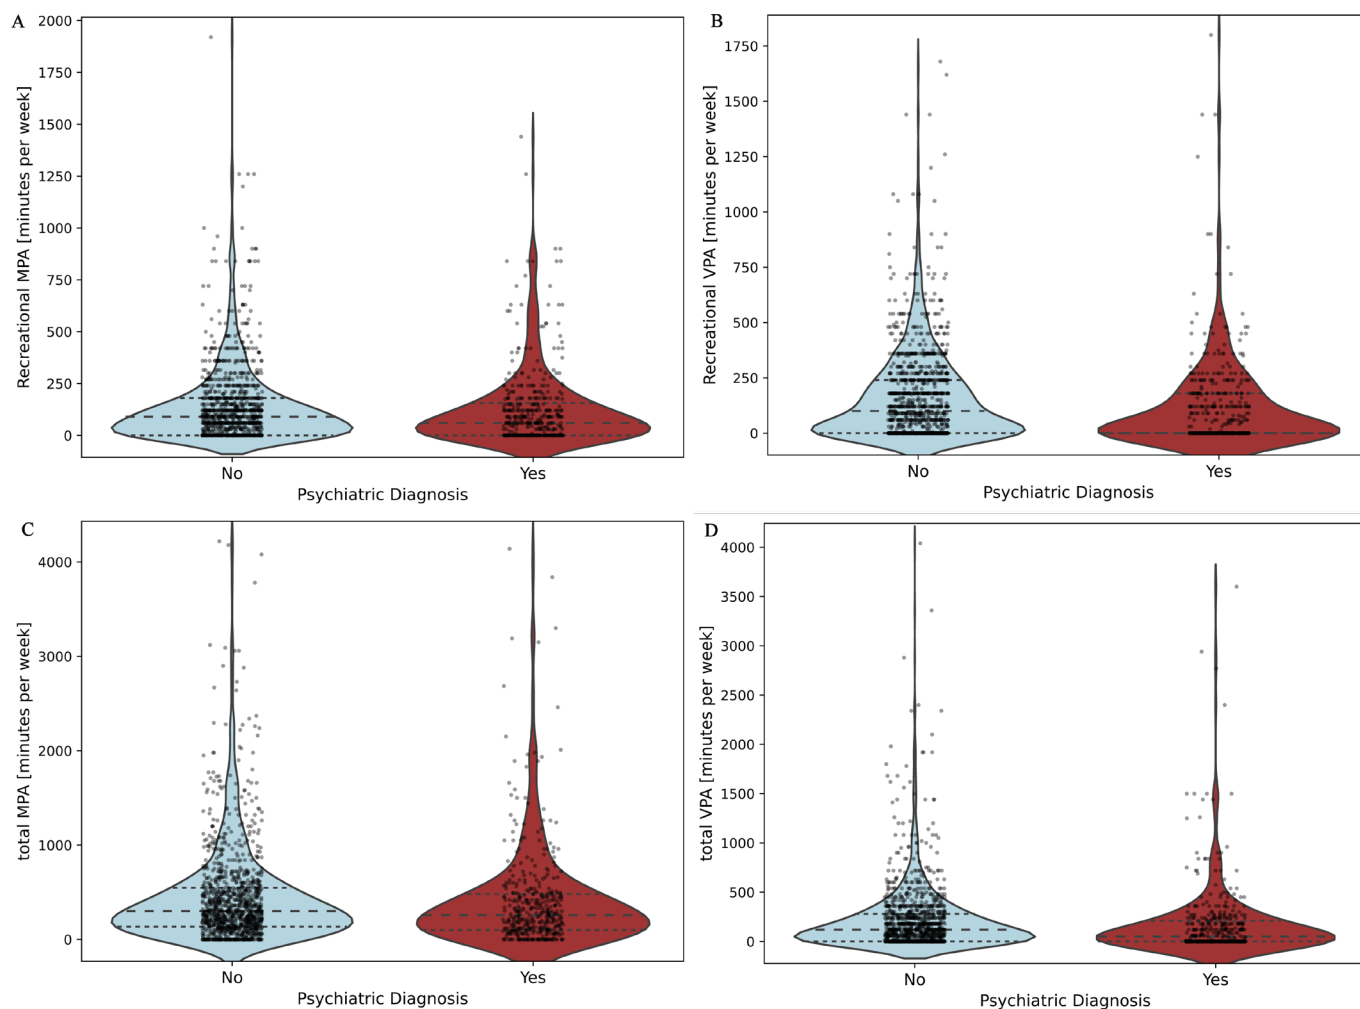 A
Recreational MPA [minutes per week]
2000
1750
1500
1250
1000
750
500
250
0
No
Yes
Psychiatric Diagnosis
B
Recreational VPA [minutes per week]
1750
1500
1250
1000
750
500
250
0
No
Yes
Psychiatric Diagnosis
C
total MPA [minutes per week]
4000
3000
2000
1000
0
No
Yes
Psychiatric Diagnosis
D
total VPA [minutes per week]
4000
3500
3000
2500
2000
1500
1000
500
0
No
Yes
Psychiatric Diagnosis